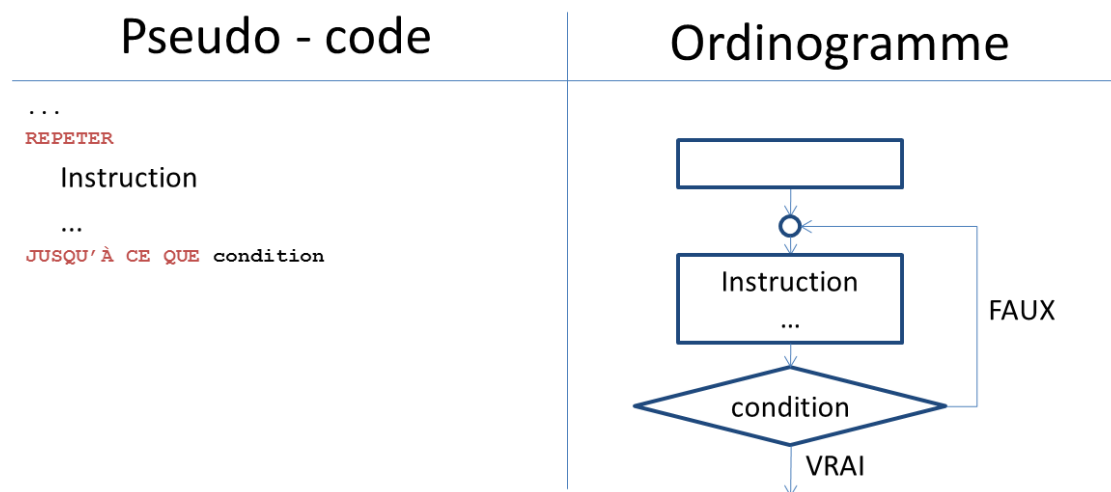 Pseudo - code
...
REPETER
Instruction
...
JUSQU’À CE QUE condition
Ordinogramme
Instruction
...
FAUX
condition
VRAI